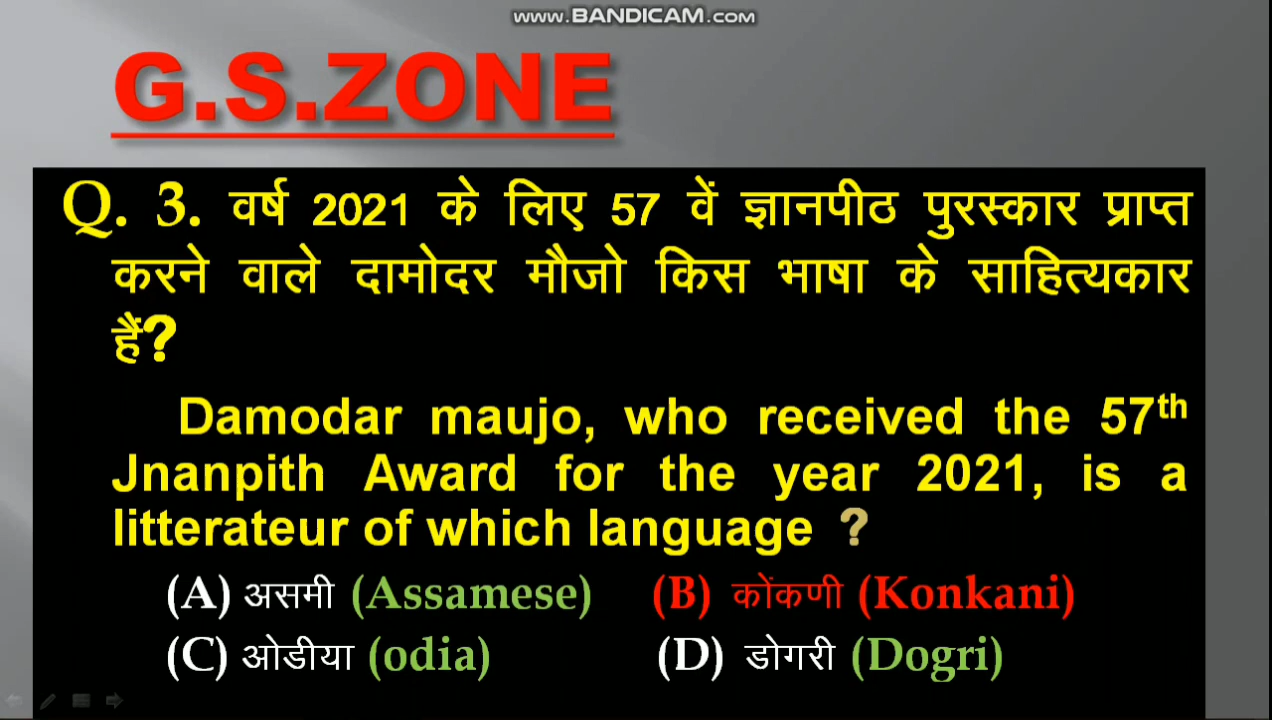 www.BANDICAM.com
G.S.ZONE
Q. 3. वर्ष 2021 के लिए 57 वें ज्ञानपीठ पुरस्कार प्राप्त
करने वाले दामोदर मौजो किस भाषा के साहित्यकार
हैं?
Damodar maujo, who received the 57th
Jnanpith Award for the year 2021, is a
litterateur of which language ?
(A) असमी (Assamese) (B) कोंकणी (Konkani)
(C) ओडीया (odia) (D) डोगरी (Dogri)